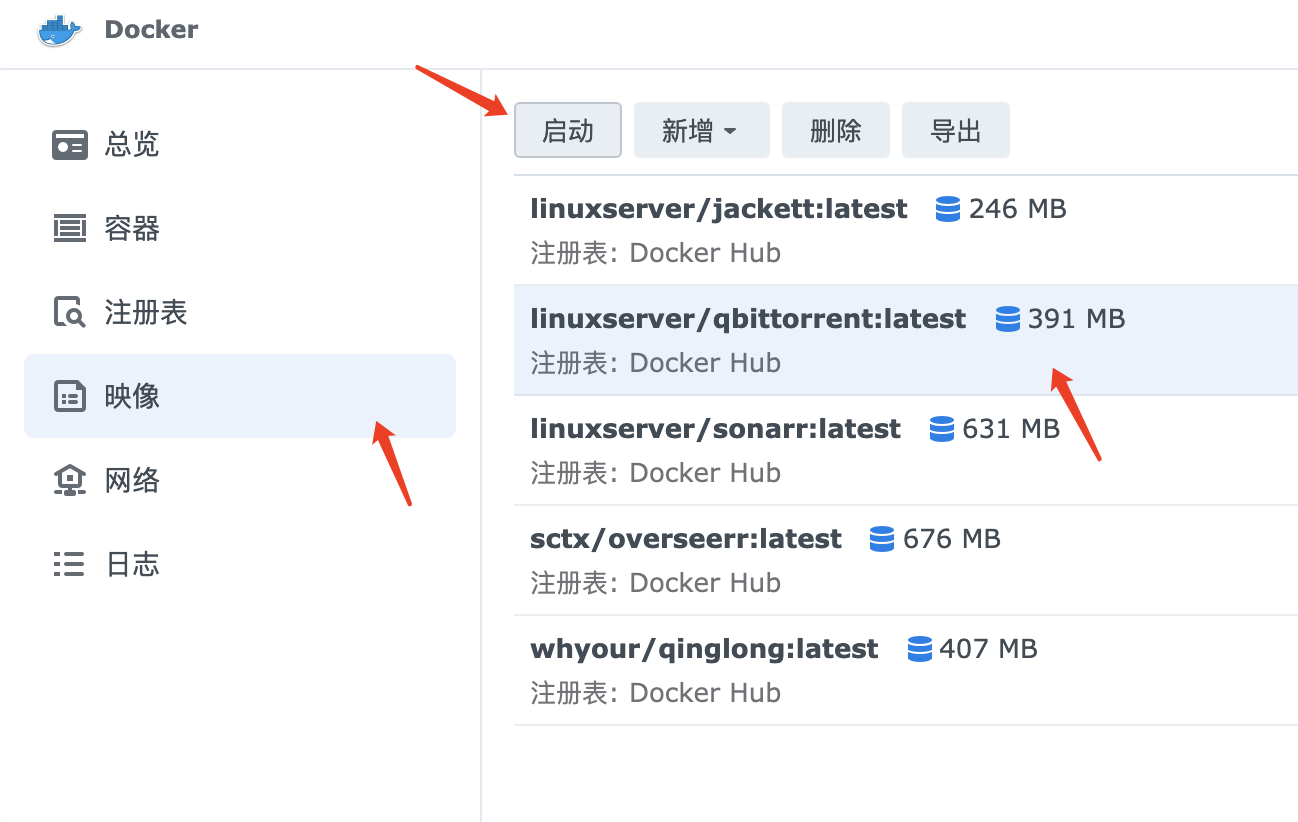 Docker
总览
容器
注册表
映像
网络
日志
启动 新增 删除 导出
linuxserver/jackett:latest 246 MB
注册表: Docker Hub
linuxserver/qbittorrent:latest 391 MB
注册表: Docker Hub
linuxserver/sonarr:latest 631 MB
注册表: Docker Hub
sctx/overseerr:latest 676 MB
注册表: Docker Hub
whyour/qinglong:latest 407 MB
注册表: Docker Hub